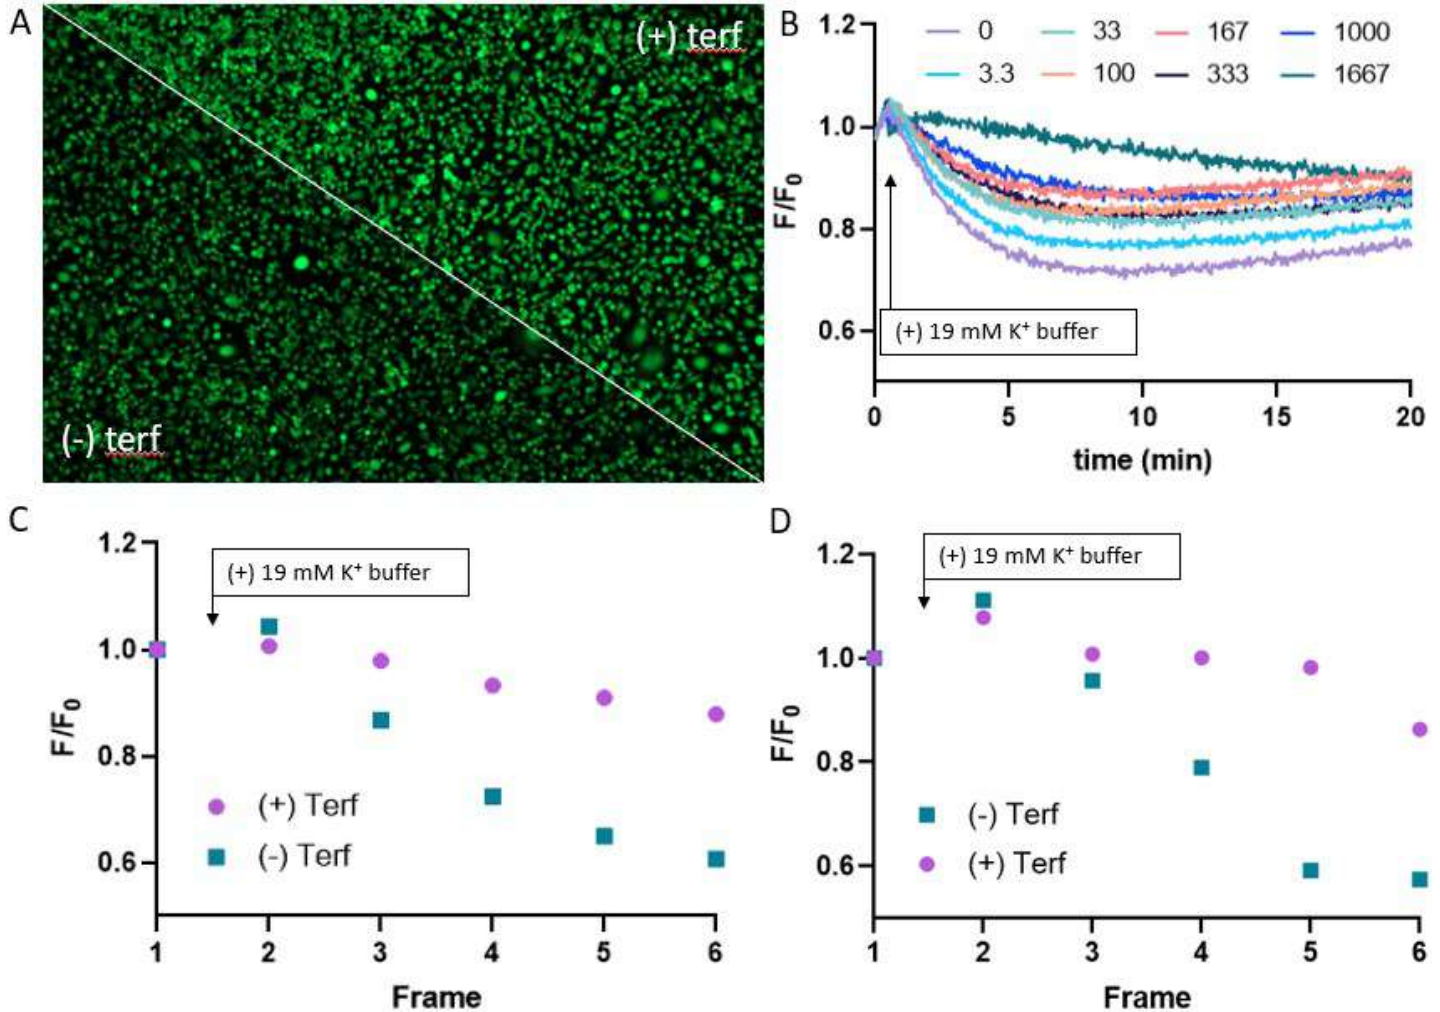 A
(+) terf
(-) terf
B
1.2
1.0
0.8
0.6
F/F₀
0 33 167 1000
3.3 100 333 1667
(+) 19 mM K⁺ buffer
0 5 10 15 20
time (min)
C
1.2
1.0
0.8
0.6
F/F₀
(+) 19 mM K⁺ buffer
(+) Terf
(-) Terf
1 2 3 4 5 6
Frame
D
1.2
1.0
0.8
0.6
F/F₀
(+) 19 mM K⁺ buffer
(-) Terf
(+) Terf
1 2 3 4 5 6
Frame